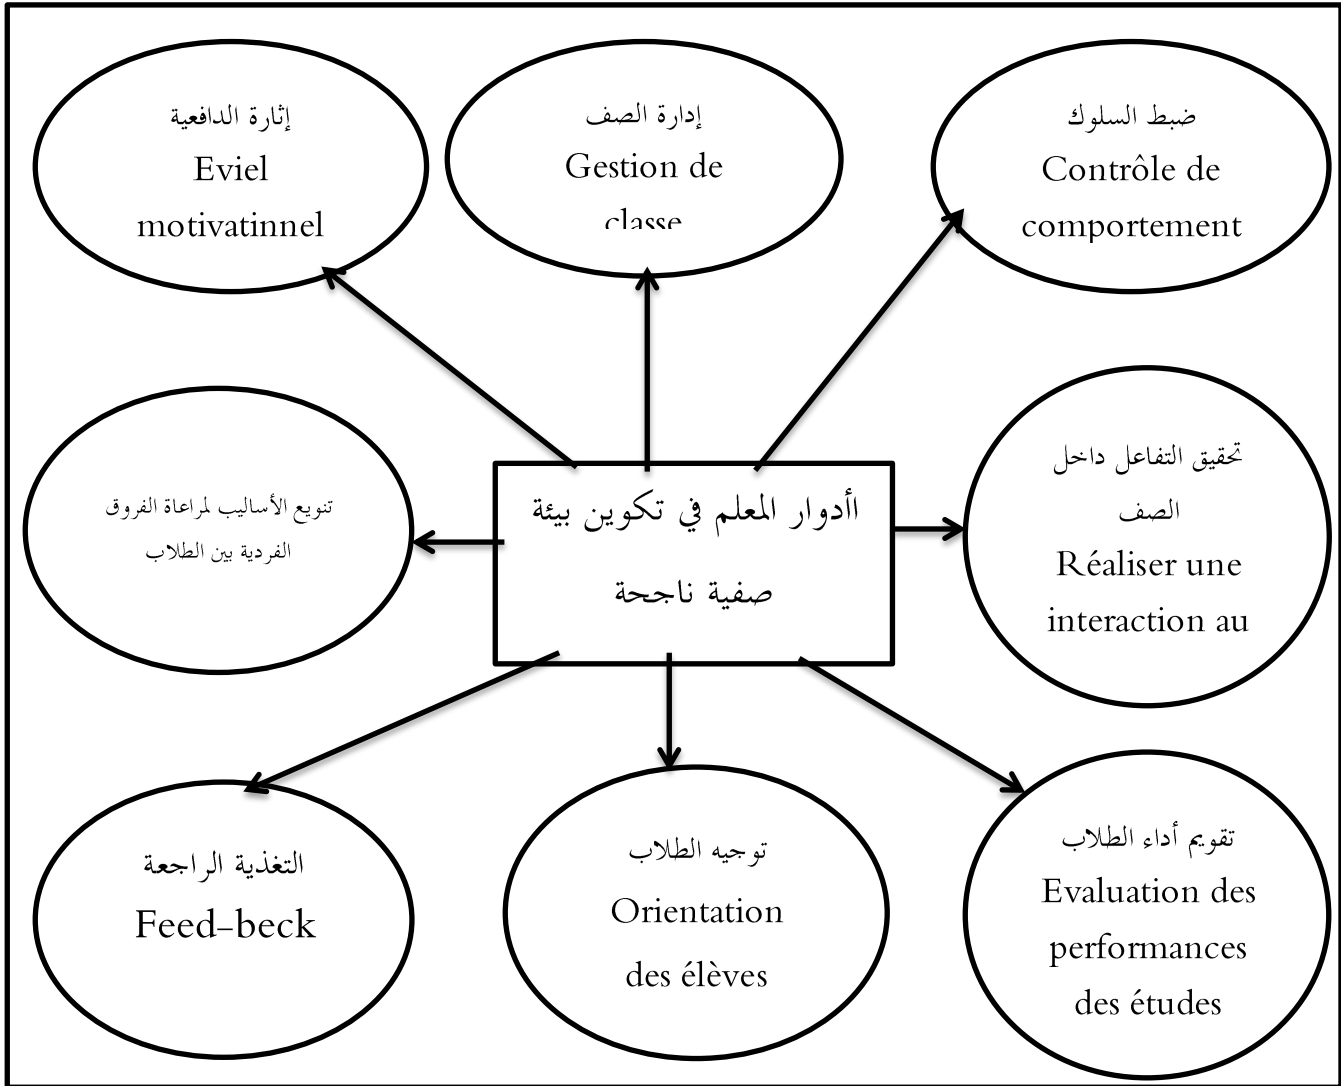 إثارة الدافعية
Eviel
motivatinnel
إدارة الصف
Gestion de
classe
ضبط السلوك
Contrôle de
comportement
تنويع الأساليب لمراعاة الفروق
الفردية بين الطلاب
اأدوار المعلم في تكوين بيئة
صفية ناجحة
تحقيق التفاعل داخل
الصف
Réaliser une
interaction au
التغذية الراجعة
Feed-beck
توجيه الطلاب
Orientation
des élèves
تقويم أداء الطلاب
Evaluation des
performances
des études